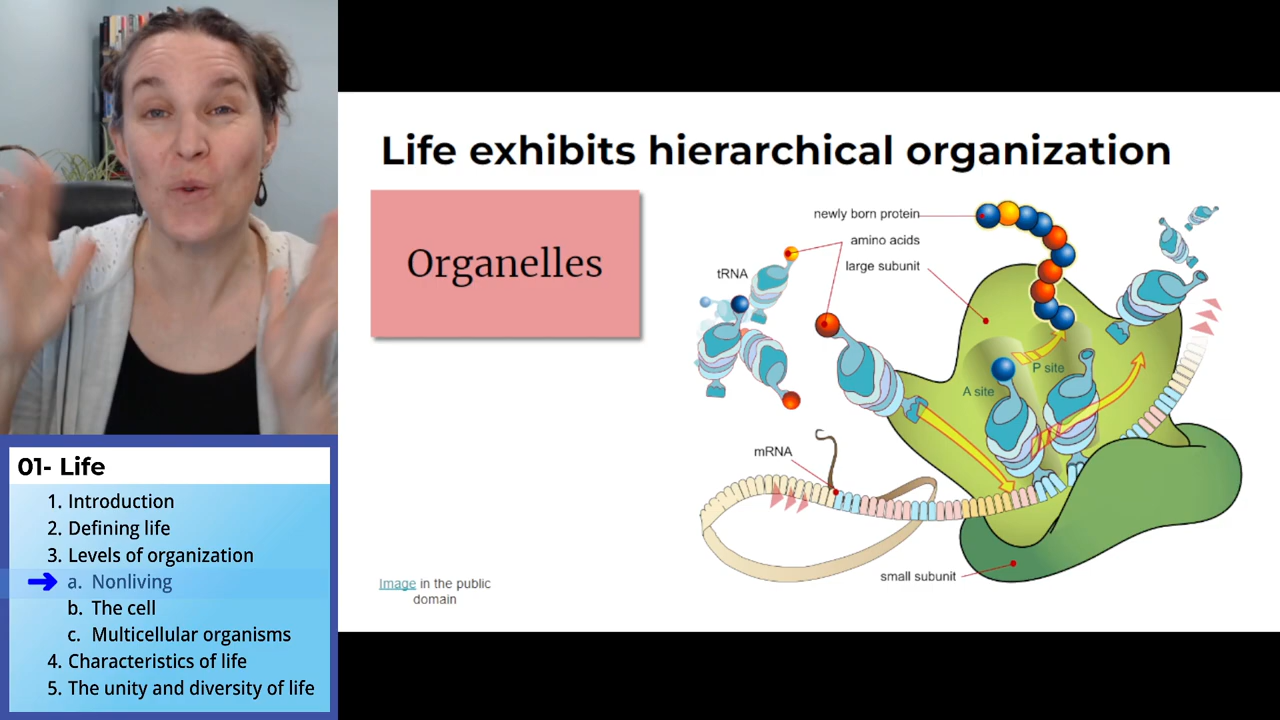 Life exhibits hierarchical organization
Organelles
newly born protein
amino acids
large subunit
tRNA
A site
P site
mRNA
small subunit
Image in the public
domain
01- Life
1. Introduction
2. Defining life
3. Levels of organization
a. Nonliving
b. The cell
c. Multicellular organisms
4. Characteristics of life
5. The unity and diversity of life